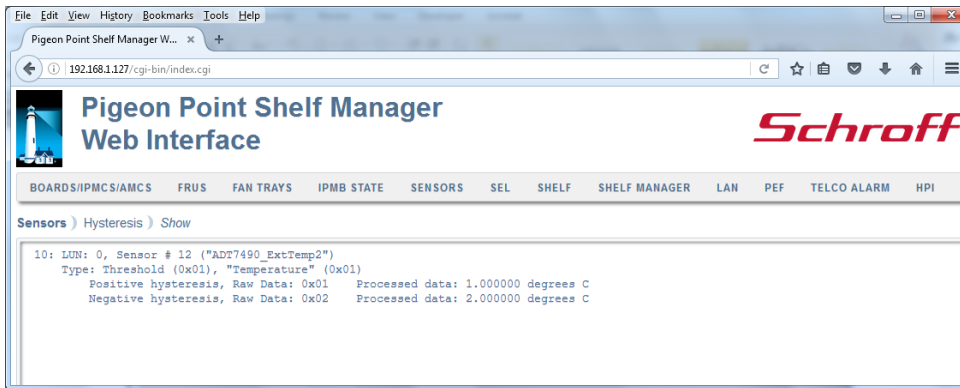 File Edit View History Bookmarks Tools Help
Pigeon Point Shelf Manager W... × +
192.168.1.127/cgi-bin/index.cgi
Pigeon Point Shelf Manager
Web Interface
Schroff
BOARDS/IPMCS/AMCS FRUS FAN TRAYS IPMB STATE SENSORS SEL SHELF SHELF MANAGER LAN PEF TELCO ALARM HPI
Sensors ) Hysteresis ) Show
10: LUN: 0, Sensor # 12 ("ADT7490_ExtTemp2")
Type: Threshold (0x01), "Temperature" (0x01)
Positive hysteresis, Raw Data: 0x01 Processed data: 1.000000 degrees C
Negative hysteresis, Raw Data: 0x02 Processed data: 2.000000 degrees C